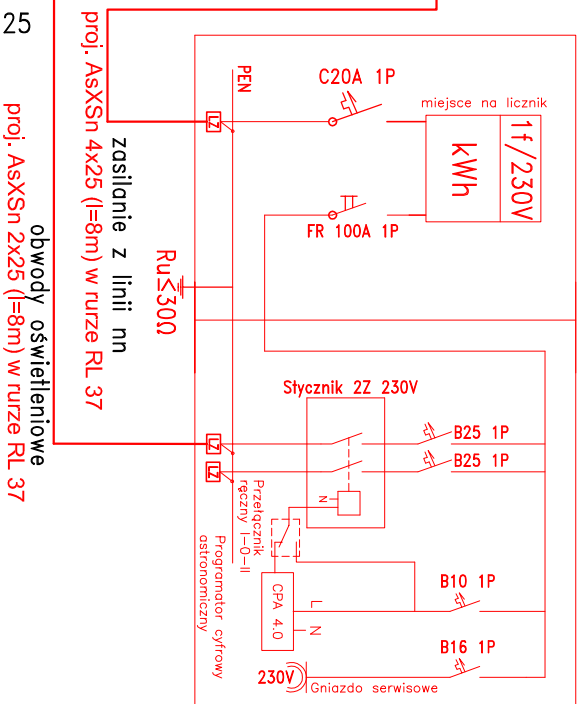 25
proj. AsXSn 4x25 (l=8m) w rurze RL 37
zasilanie z linii nn
obwody oświetleniowe
proj. AsXSn 2x25 (l=8m) w rurze RL 37
PEN
C20A 1P
miejsce na licznik
1f/230V
kWh
LZ
FR 100A 1P
Ru≤30Ω
Stycznik 2Z 230V
B25 1P
B25 1P
LZ
LZ
N
Przełącznik
ręczny I-0-II
Programator cyfrowy
astronomiczny
CPA 4.0
L
N
B10 1P
B16 1P
230V
Gniazdo serwisowe